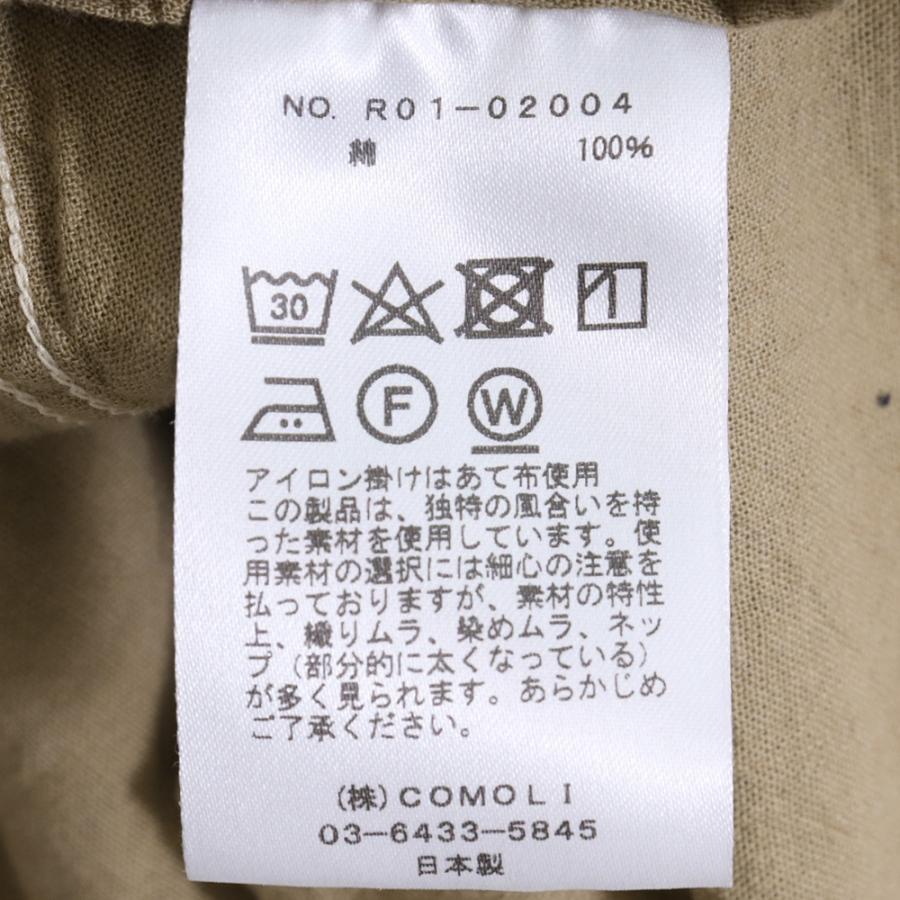 NO. R01-02004
綿 100%
30
F W
アイロン掛けはあて布使用
この製品は、独特の風合いを持
った素材を使用しています。使
用素材の選択には細心の注意を
払っておりますが、素材の特性
上、織りムラ、染めムラ、ネッ
プ(部分的に太くなっている)
が多く見られます。あらかじめ
ご了承ください。
(株)COMOLI
03-6433-5845
日本製